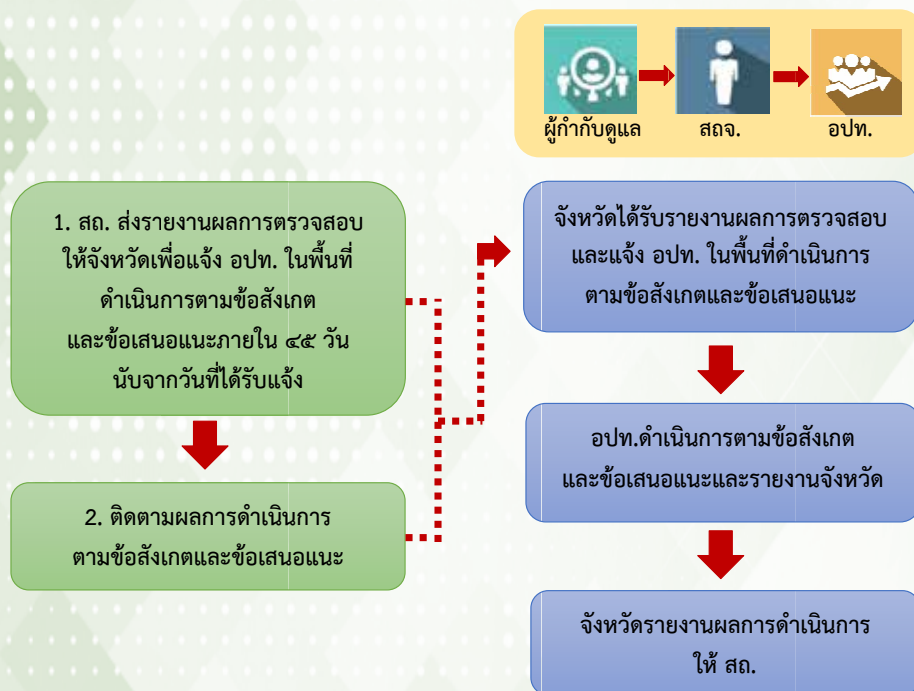 ผู้กำกับดูแล สถจ. อปท.
1. สถ. ส่งรายงานผลการตรวจสอบ
ให้จังหวัดเพื่อแจ้ง อปท. ในพื้นที่
ดำเนินการตามข้อสังเกต
และข้อเสนอแนะภายใน ๔๕ วัน
นับจากวันที่ได้รับแจ้ง
2. ติดตามผลการดำเนินการ
ตามข้อสังเกตและข้อเสนอแนะ
จังหวัดได้รับรายงานผลการตรวจสอบ
และแจ้ง อปท. ในพื้นที่ดำเนินการ
ตามข้อสังเกตและข้อเสนอแนะ
อปท.ดำเนินการตามข้อสังเกต
และข้อเสนอแนะและรายงานจังหวัด
จังหวัดรายงานผลการดำเนินการ
ให้ สถ.